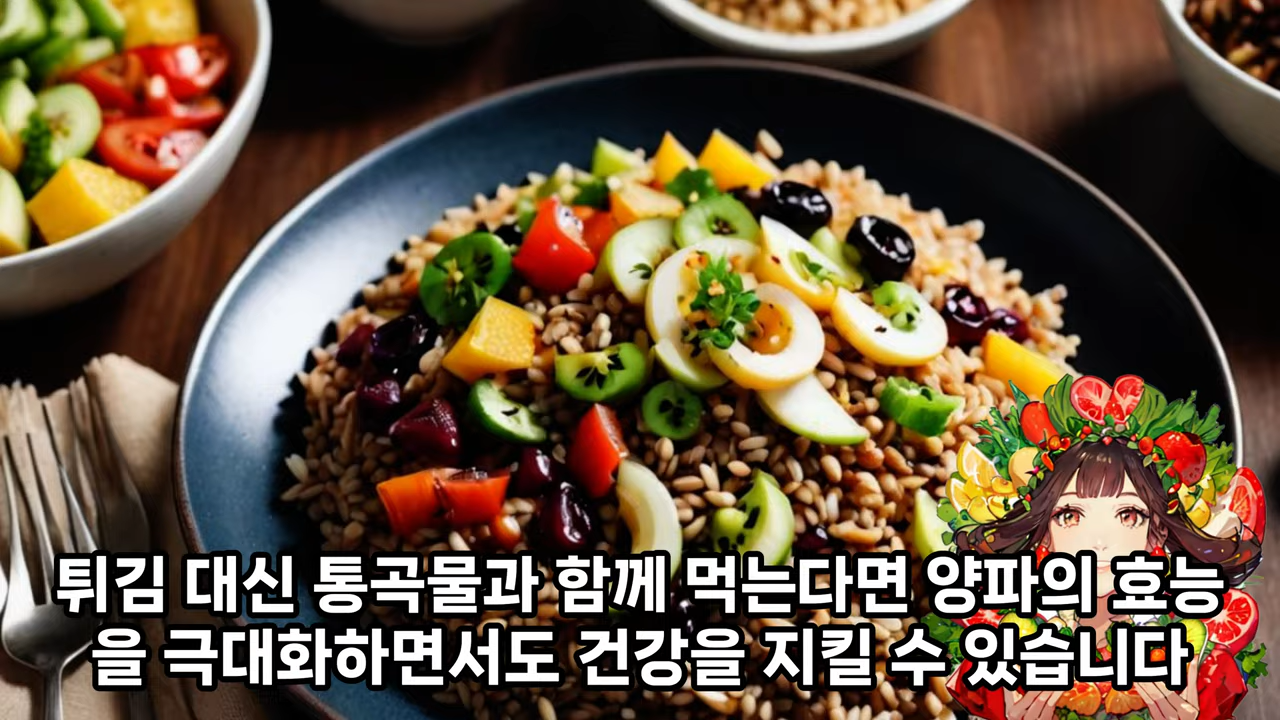 튀김 대신 통곡물과 함께 먹는다면 양파의 효능
을 극대화하면서도 건강을 지킬 수 있습니다